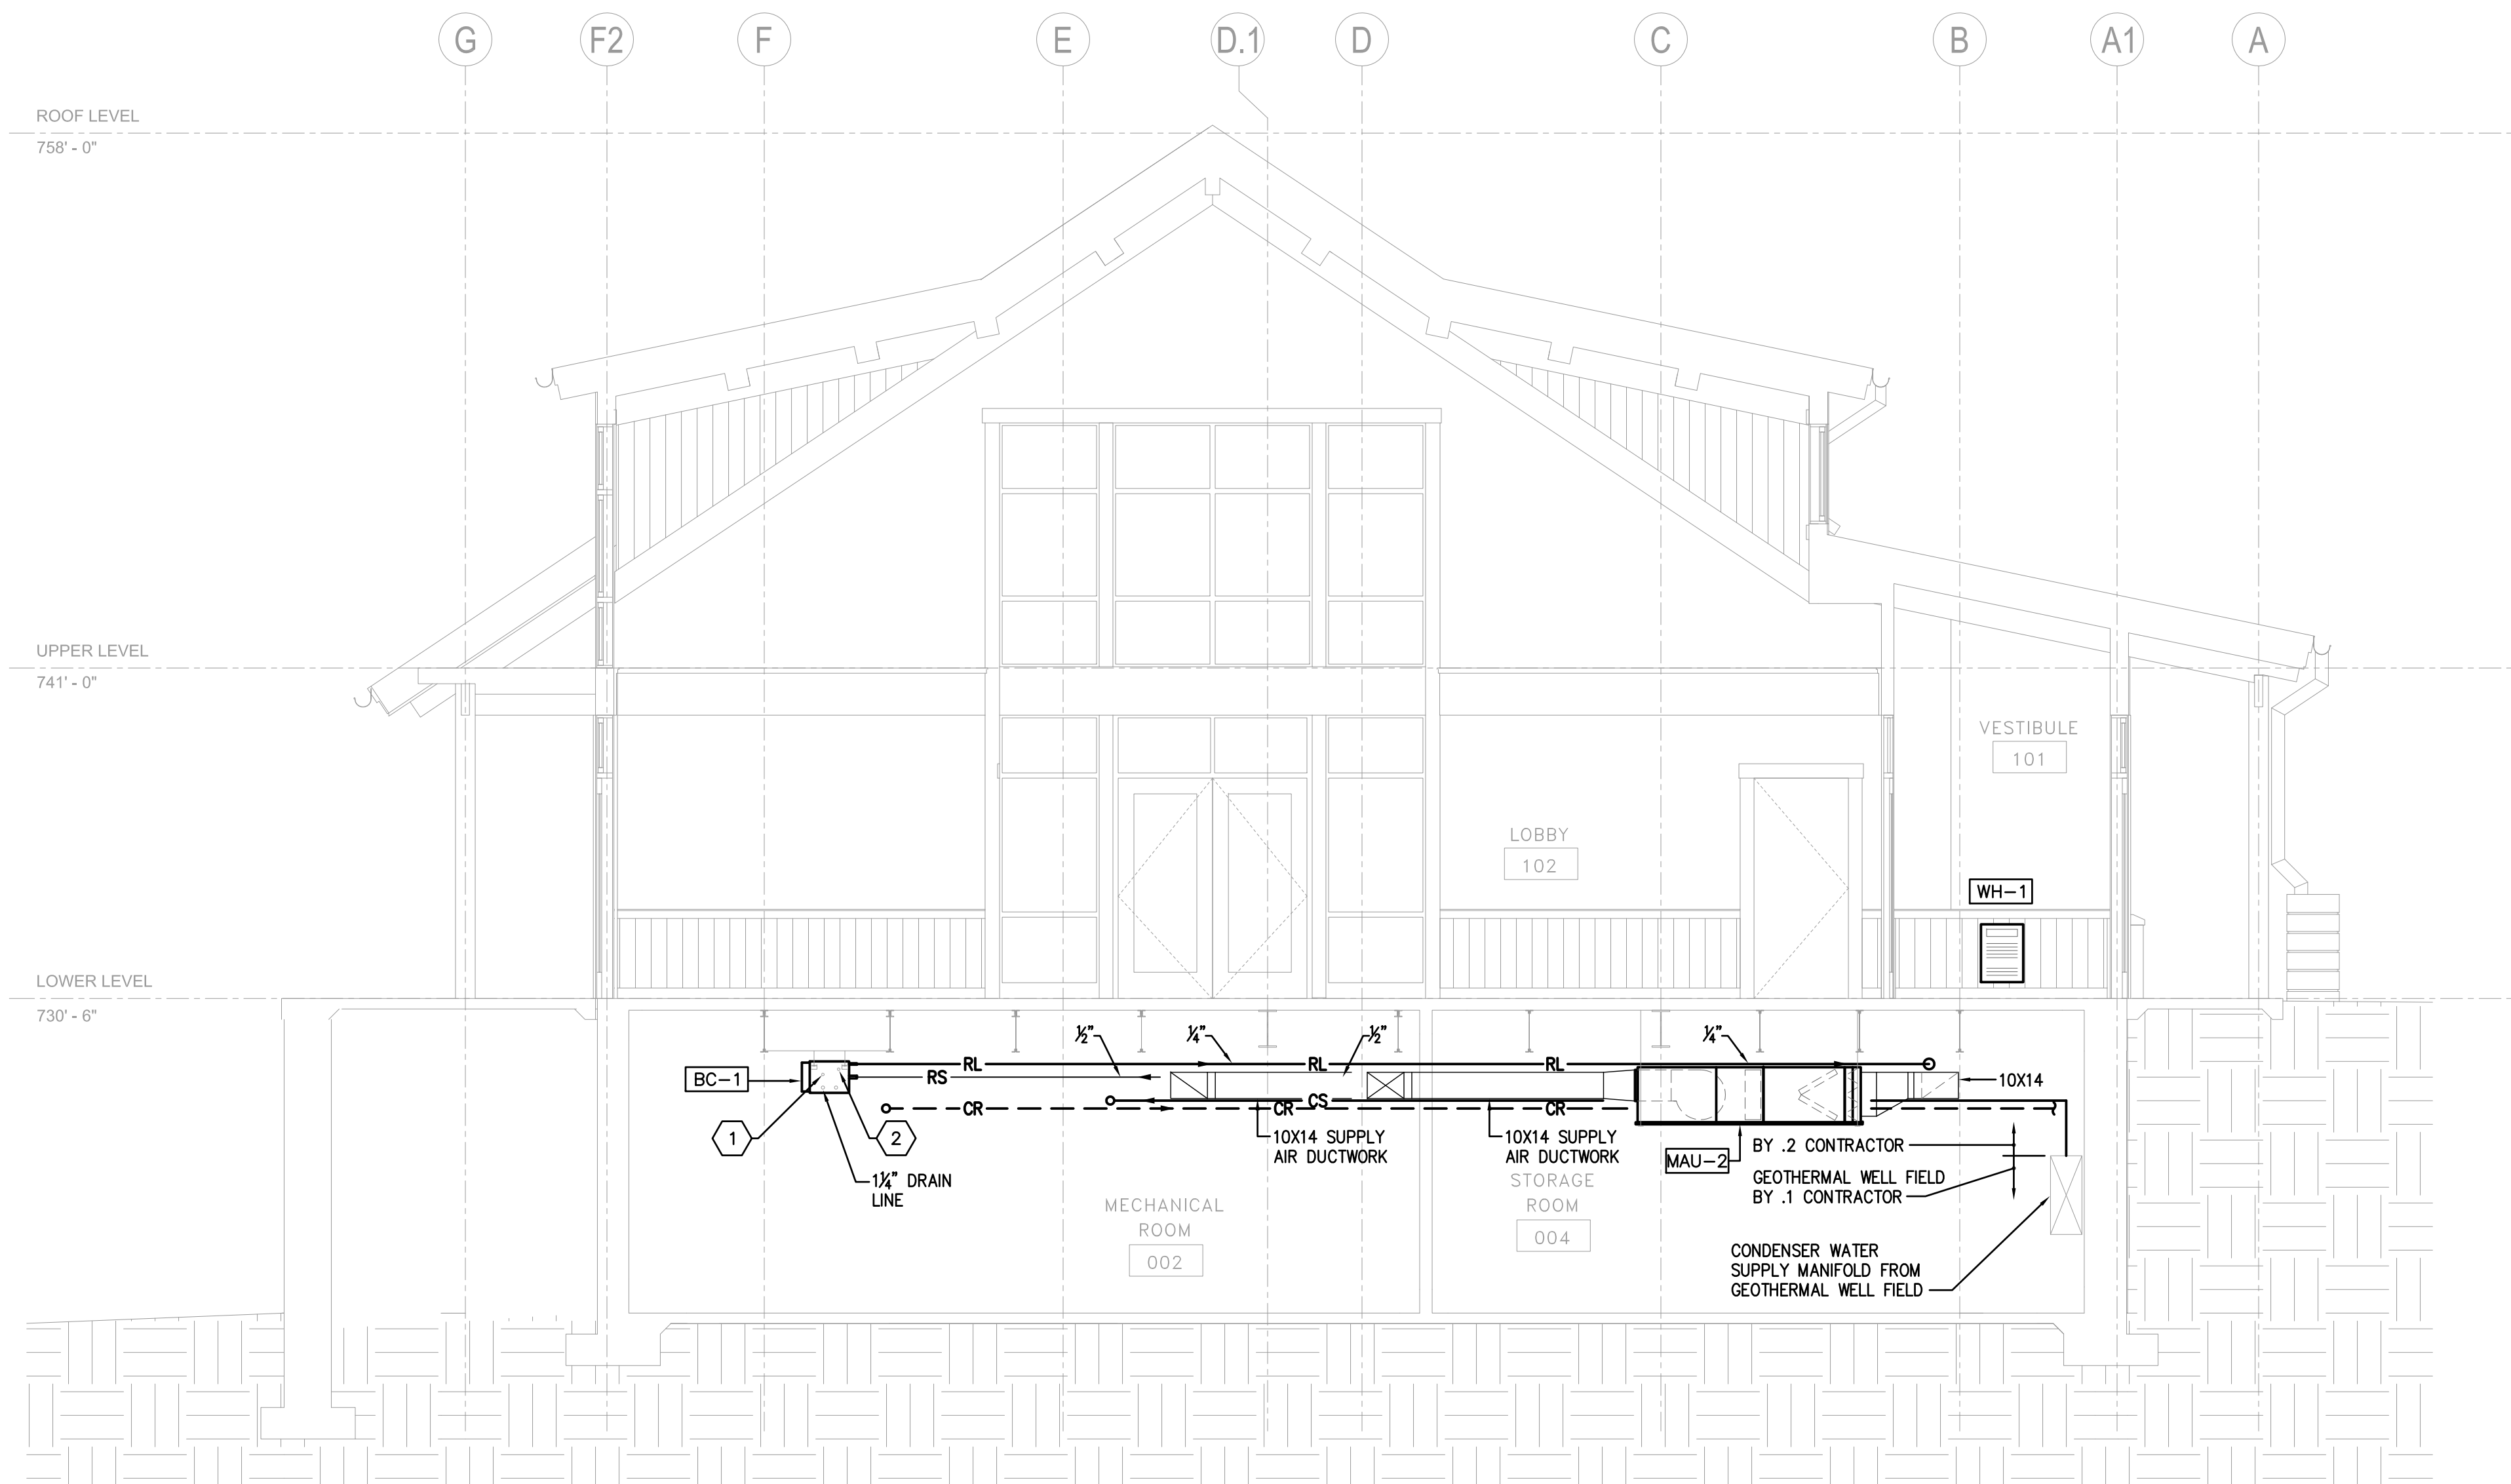 G
F2
F
E
D.1
D
C
B
A1
A
ROOF LEVEL
758' - 0"
UPPER LEVEL
741' - 0"
VESTIBULE
101
LOBBY
102
WH-1
LOWER LEVEL
730' - 6"
½"
¼"
½"
¼"
RL
RL
RL
BC-1
RS
10X14
CR
CR
CS
CR
1
2
10X14 SUPPLY
AIR DUCTWORK
10X14 SUPPLY
AIR DUCTWORK
MAU-2
BY .2 CONTRACTOR
GEOTHERMAL WELL FIELD
BY .1 CONTRACTOR
1¼" DRAIN
LINE
MECHANICAL
ROOM
002
STORAGE
ROOM
004
CONDENSER WATER
SUPPLY MANIFOLD FROM
GEOTHERMAL WELL FIELD